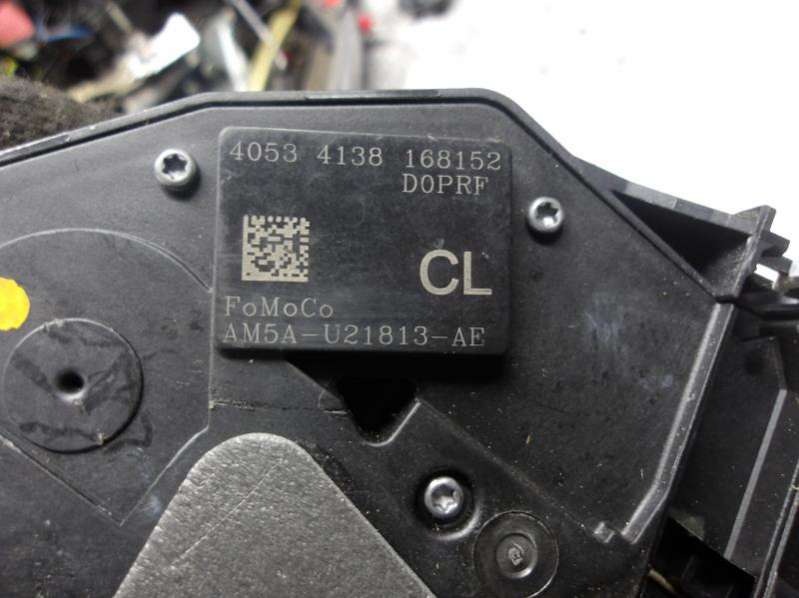 4053 4138 168152
D0PRF
CL
FoMoCo
AM5A-U21813-AE